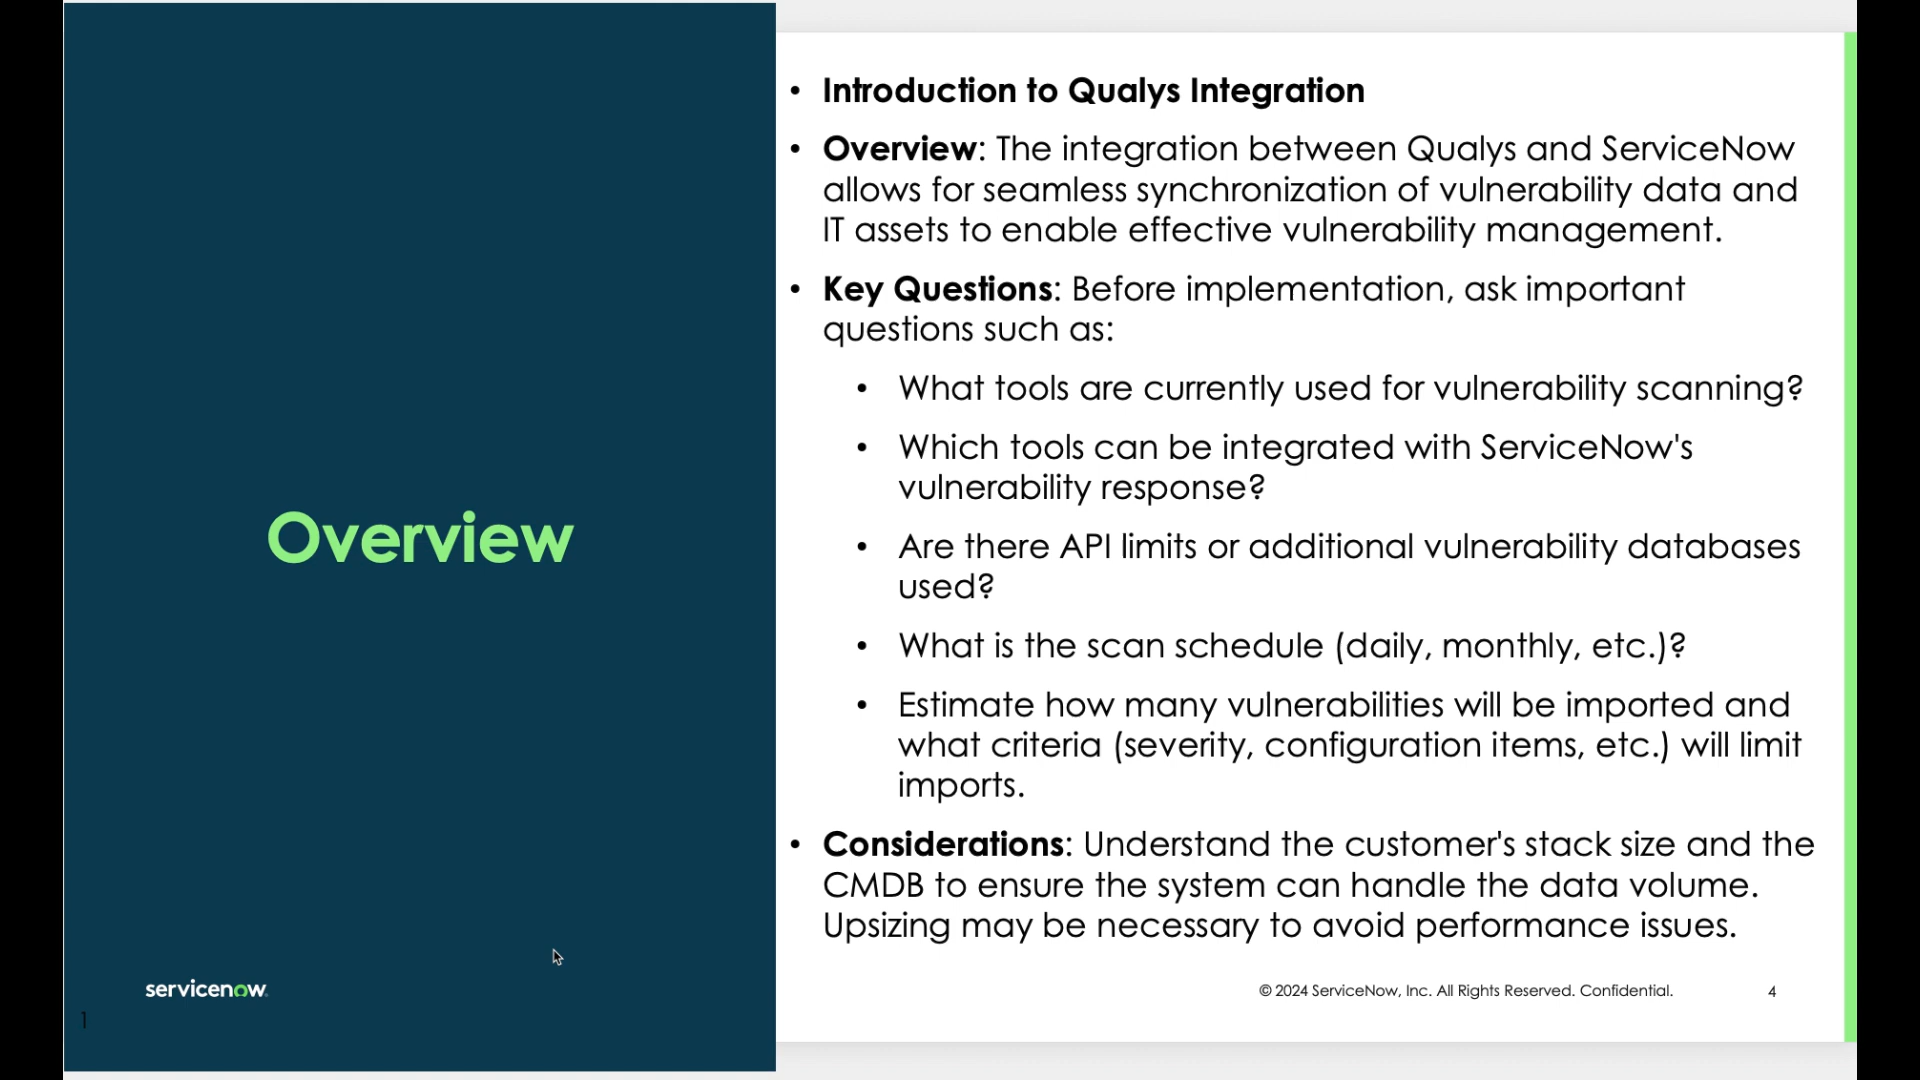 Overview
servicenow
1
• Introduction to Qualys Integration
• Overview: The integration between Qualys and ServiceNow
allows for seamless synchronization of vulnerability data and
IT assets to enable effective vulnerability management.
• Key Questions: Before implementation, ask important
questions such as:
• What tools are currently used for vulnerability scanning?
• Which tools can be integrated with ServiceNow's
vulnerability response?
• Are there API limits or additional vulnerability databases
used?
• What is the scan schedule (daily, monthly, etc.)?
• Estimate how many vulnerabilities will be imported and
what criteria (severity, configuration items, etc.) will limit
imports.
• Considerations: Understand the customer's stack size and the
CMDB to ensure the system can handle the data volume.
Upsizing may be necessary to avoid performance issues.
© 2024 ServiceNow, Inc. All Rights Reserved. Confidential.
4